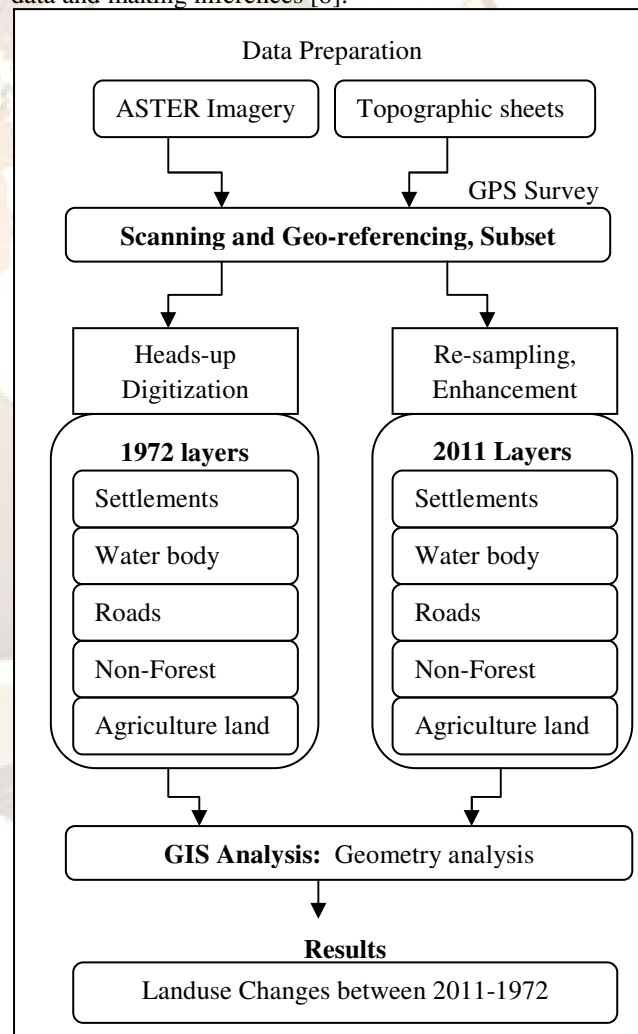 data and making inferences [6].
Data Preparation
ASTER Imagery
Topographic sheets
GPS Survey
Scanning and Geo-referencing, Subset
Heads-up
Digitization
Re-sampling,
Enhancement
1972 layers
Settlements
Water body
Roads
Non-Forest
Agriculture land
2011 Layers
Settlements
Water body
Roads
Non-Forest
Agriculture land
GIS Analysis: Geometry analysis
Results
Landuse Changes between 2011-1972